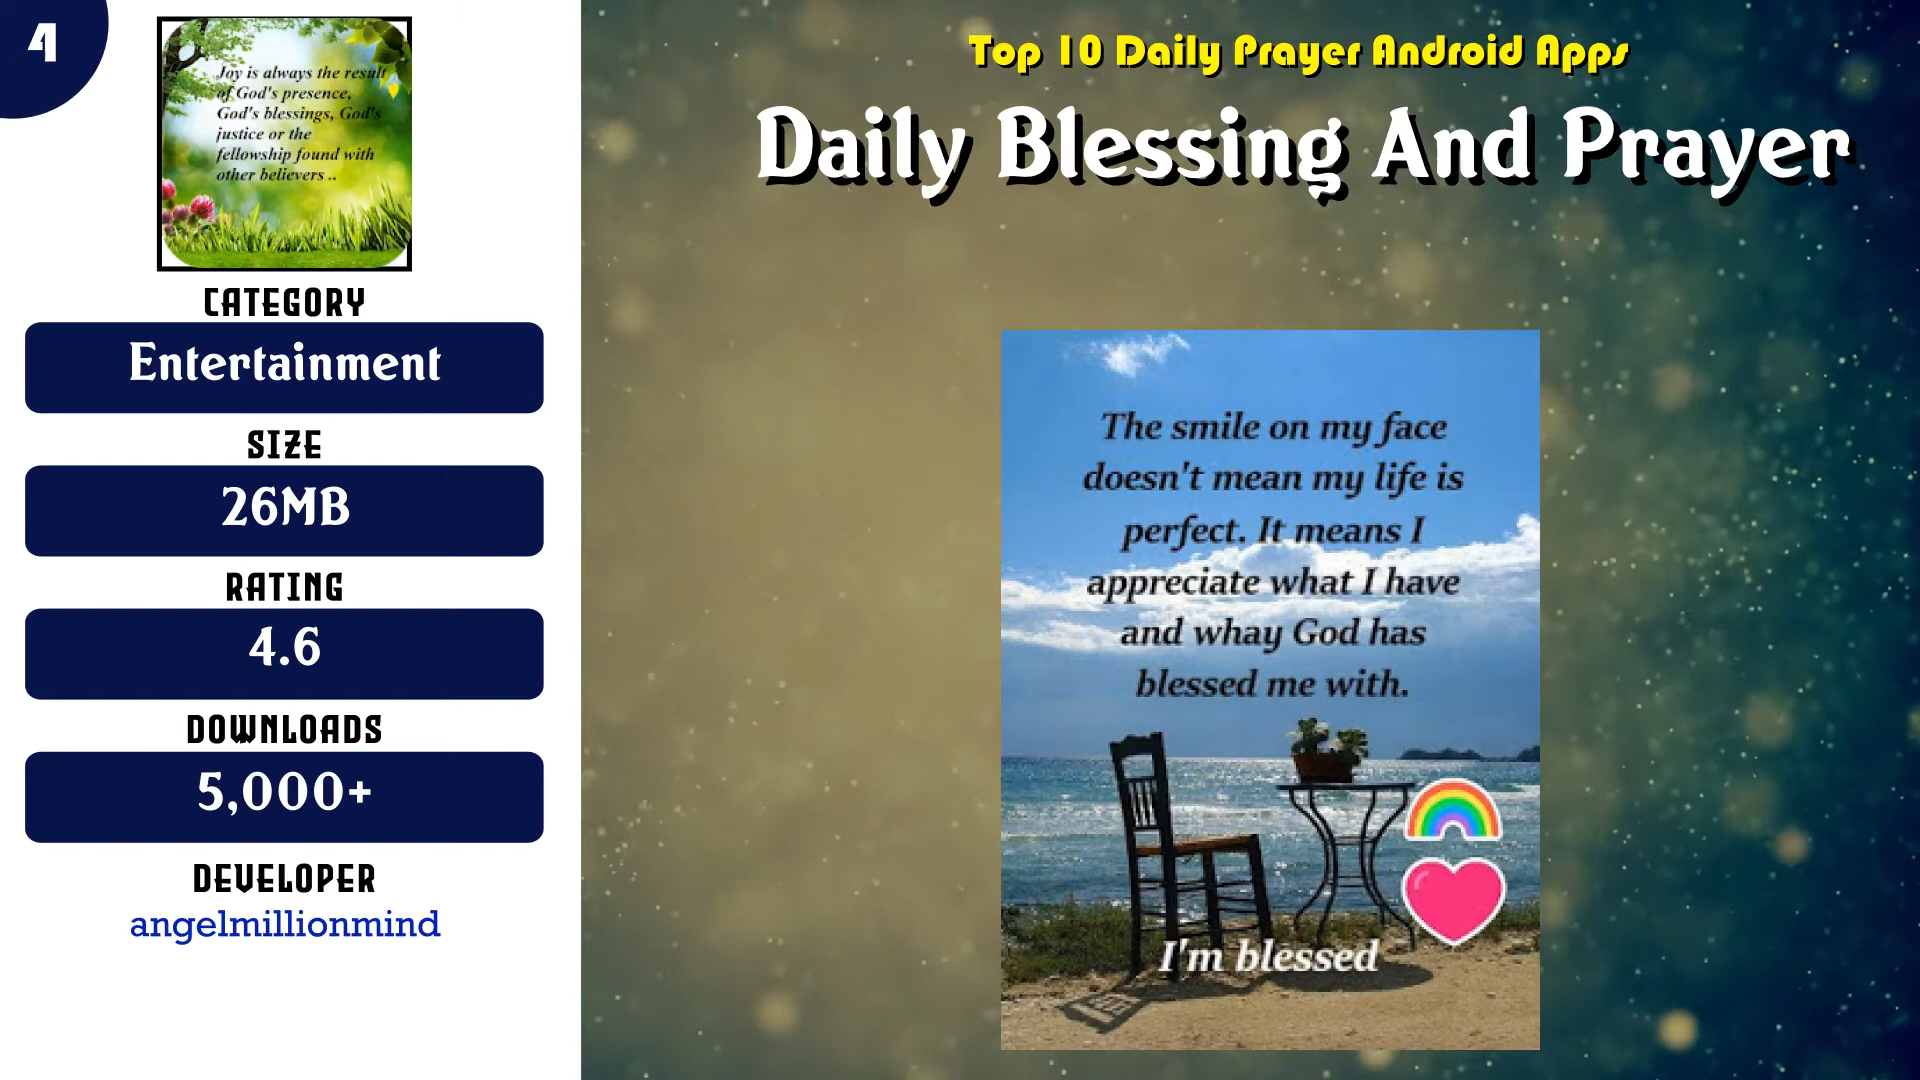 4
Joy is always the result
of God's presence,
God's blessings, God's
justice or the
fellowship found with
other believers ..
CATEGORY
Entertainment
SIZE
26MB
RATING
4.6
DOWNLOADS
5,000+
DEVELOPER
angelmillionmind
Top 10 Daily Prayer Android Apps
Daily Blessing And Prayer
The smile on my face
doesn't mean my life is
perfect. It means I
appreciate what I have
and whay God has
blessed me with.
I'm blessed